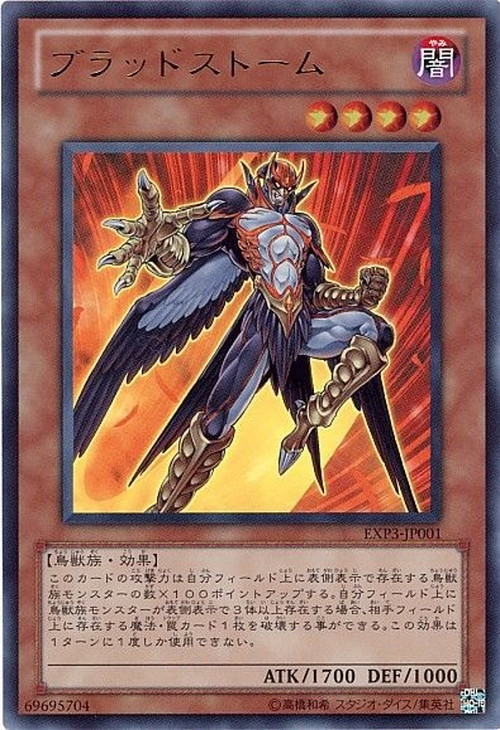 ブラッドストーム
やみ
闇
EXP3-JP001
【鳥獣族・効果】
このカードの攻撃力は自分フィールド上に表側表示で存在する鳥獣
族モンスターの数×100ポイントアップする。自分フィールド上に
鳥獣族モンスターが表側表示で3体以上存在する場合、相手フィール
ド上に存在する魔法・罠カード1枚を破壊する事ができる。この効果は
1ターンに1度しか使用できない。
ATK/1700 DEF/1000
69695704
©高橋和希 スタジオ・ダイス/集英社